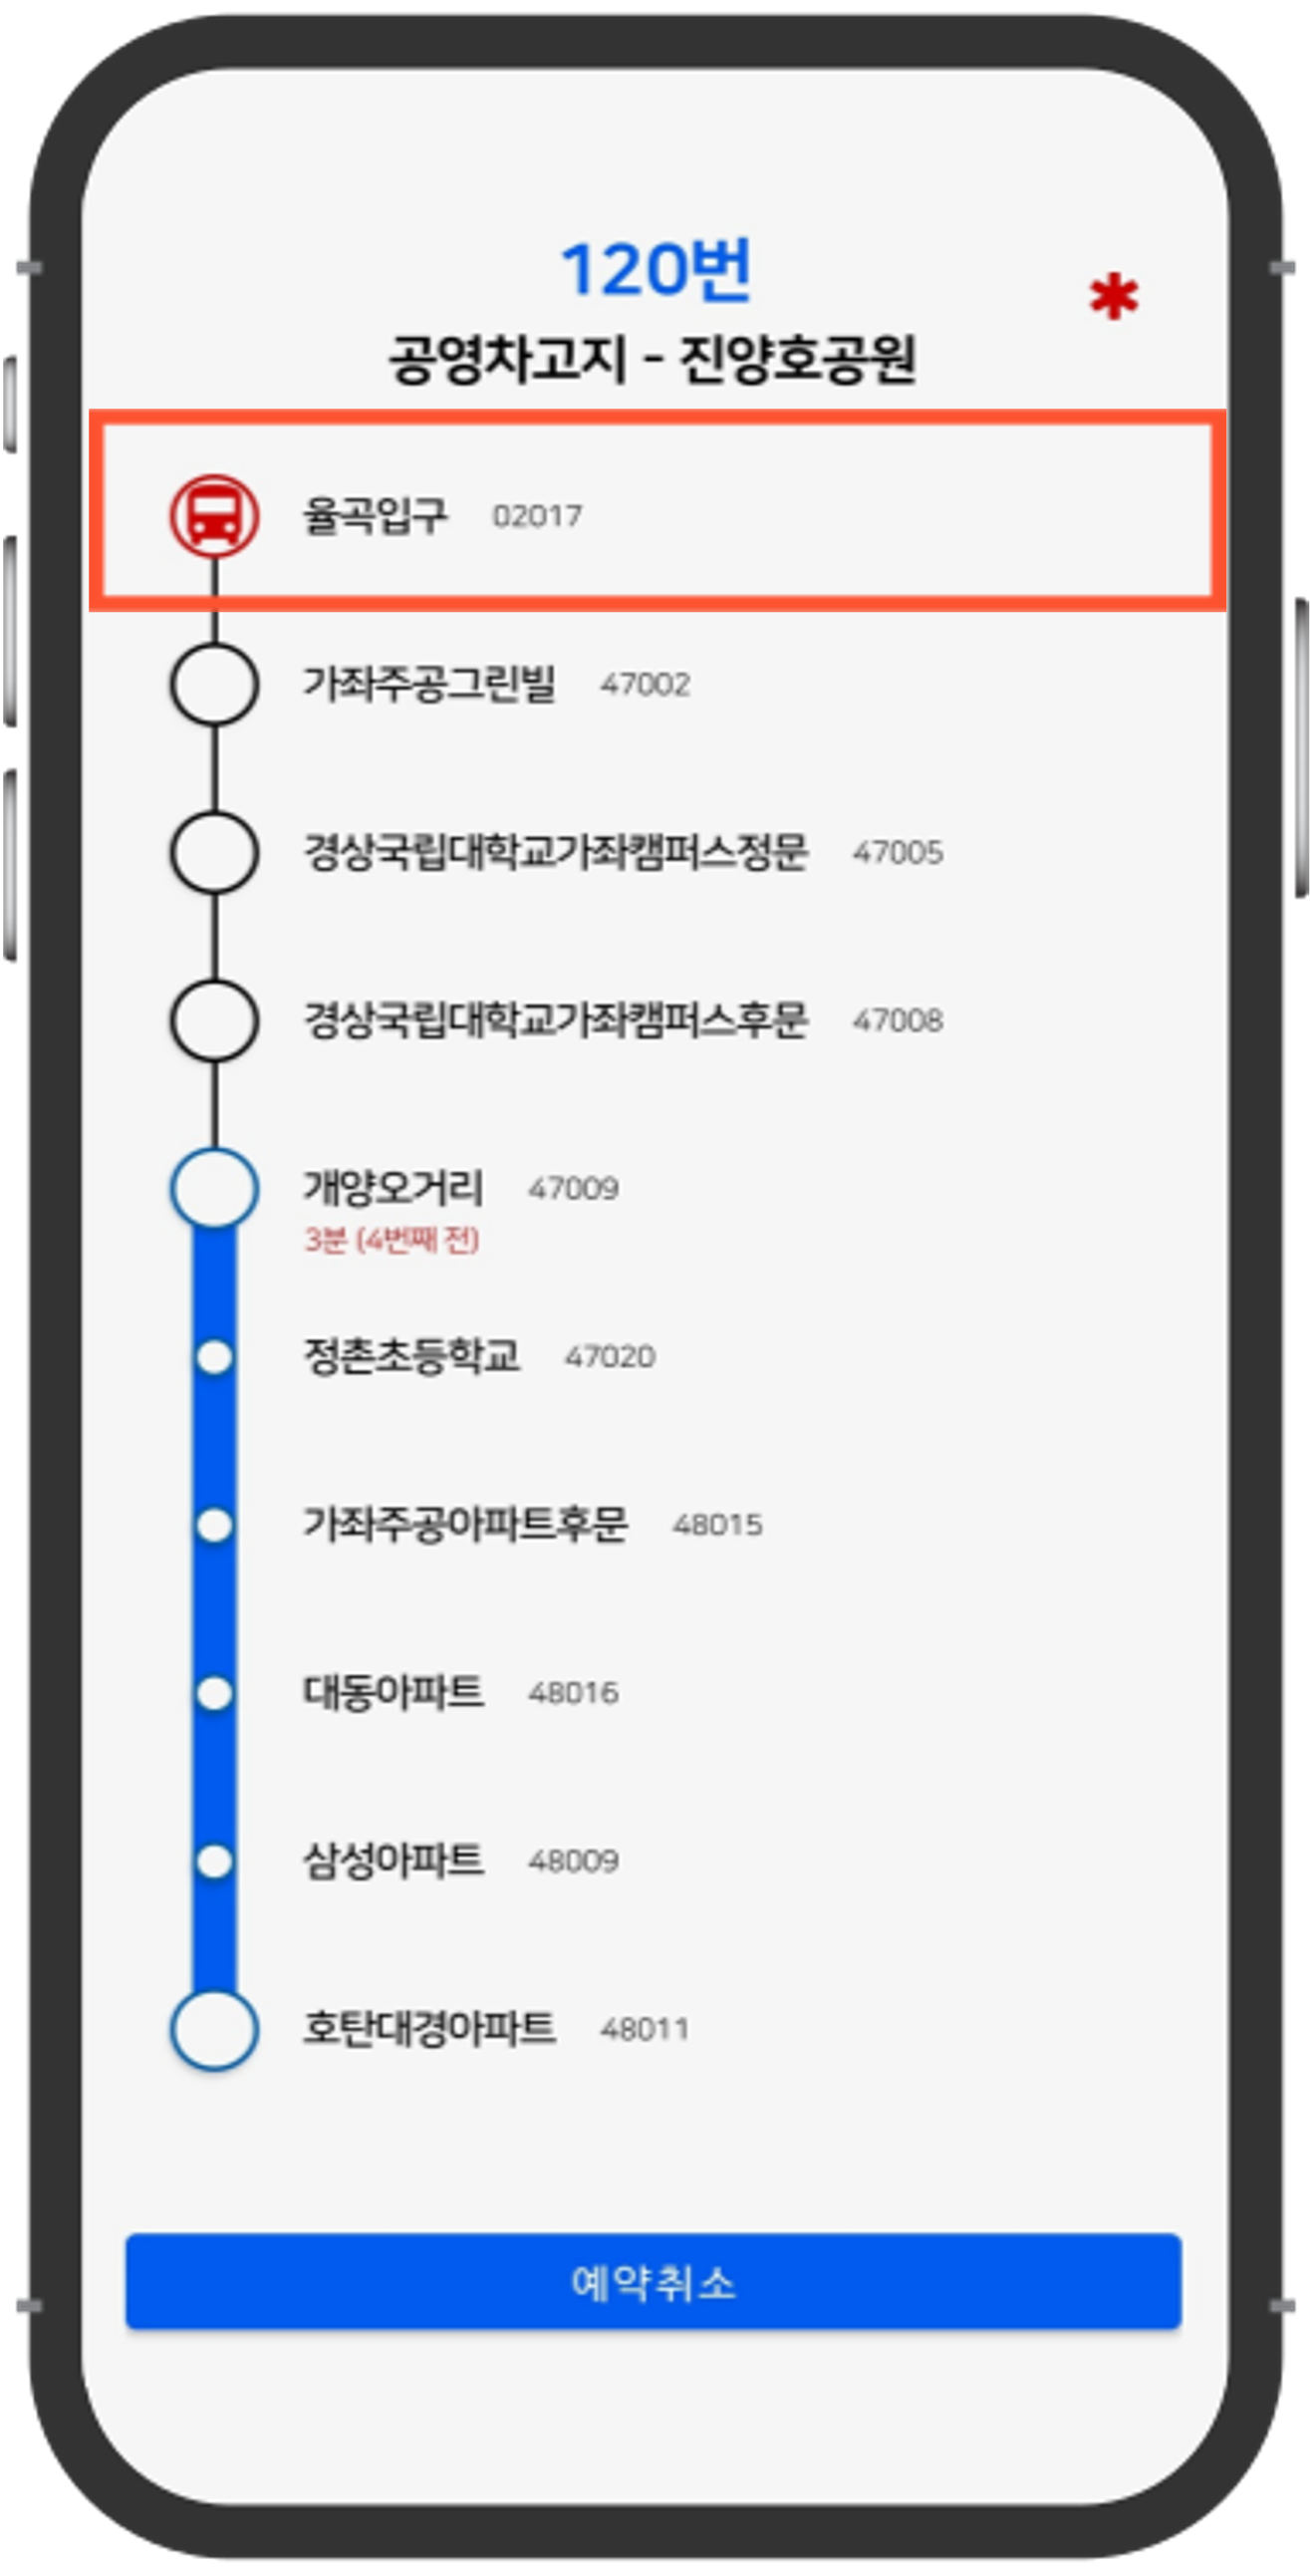 120번
공영차고지 - 진양호공원
율곡입구 02017
가좌주공그린빌 47002
경상국립대학교가좌캠퍼스정문 47005
경상국립대학교가좌캠퍼스후문 47008
개양오거리 47009
3분 (4번째 전)
정촌초등학교 47020
가좌주공아파트후문 48015
대동아파트 48016
삼성아파트 48009
호탄대경아파트 48011
예약취소